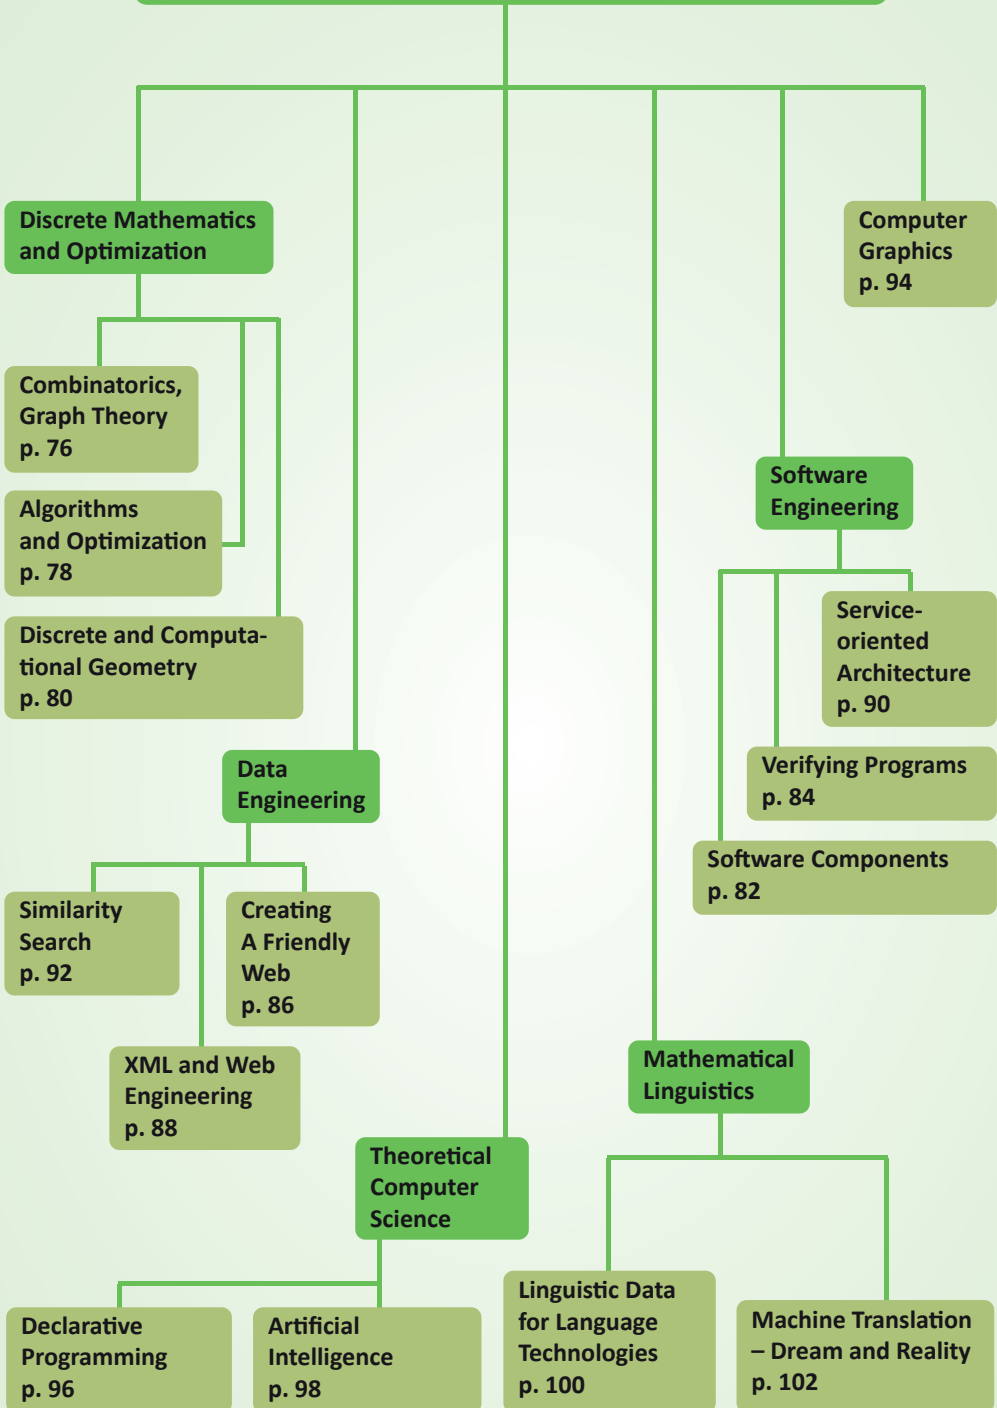 Discrete Mathematics
and Optimization
Computer
Graphics
p. 94
Combinatorics,
Graph Theory
p. 76
Algorithms
and Optimization
p. 78
Discrete and Computa-
tional Geometry
p. 80
Software
Engineering
Service-
oriented
Architecture
p. 90
Verifying Programs
p. 84
Software Components
p. 82
Data
Engineering
Similarity
Search
p. 92
Creating
A Friendly
Web
p. 86
XML and Web
Engineering
p. 88
Mathematical
Linguistics
Theoretical
Computer
Science
Declarative
Programming
p. 96
Artificial
Intelligence
p. 98
Linguistic Data
for Language
Technologies
p. 100
Machine Translation
– Dream and Reality
p. 102